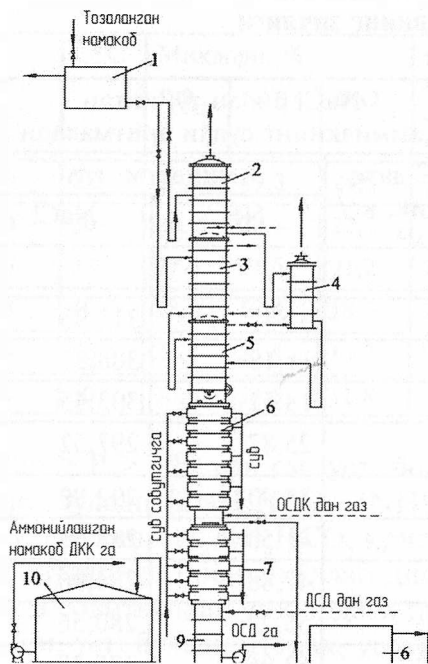 Тозаланган
намакоб
1
2
3
4
5
6
сув совутгичга
сув
ОСДК дан газ
Аммонийлашган
намакоб ДКК га
7
10
ДСД дан газ
ОСД га
9
6